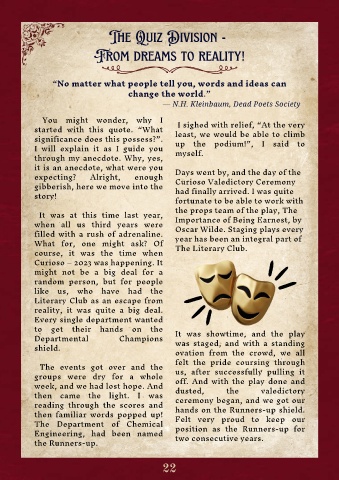 The Quiz Division -
From dreams to reality!
“No matter what people tell you, words and ideas can
change the world.”
— N.H. Kleinbaum, Dead Poets Society
You might wonder, why I
started with this quote. “What
significance does this possess?”.
I will explain it as I guide you
through my anecdote. Why, yes,
it is an anecdote, what were you
expecting? Alright, enough
gibberish, here we move into the
story!
It was at this time last year,
when all us third years were
filled with a rush of adrenaline.
What for, one might ask? Of
course, it was the time when
Curioso – 2023 was happening. It
might not be a big deal for a
random person, but for people
like us, who have had the
Literary Club as an escape from
reality, it was quite a big deal.
Every single department wanted
to get their hands on the
Departmental Champions
shield.
The events got over and the
groups were dry for a whole
week, and we had lost hope. And
then came the light. I was
reading through the scores and
then familiar words popped up!
The Department of Chemical
Engineering, had been named
the Runners-up.
I sighed with relief, “At the very
least, we would be able to climb
up the podium!”, I said to
myself.
Days went by, and the day of the
Curioso Valedictory Ceremony
had finally arrived. I was quite
fortunate to be able to work with
the props team of the play, The
Importance of Being Earnest, by
Oscar Wilde. Staging plays every
year has been an integral part of
The Literary Club.
It was showtime, and the play
was staged; and with a standing
ovation from the crowd, we all
felt the pride coursing through
us, after successfully pulling it
off. And with the play done and
dusted, the valedictory
ceremony began, and we got our
hands on the Runners-up shield.
Felt very proud to keep our
position as the Runners-up for
two consecutive years.
22